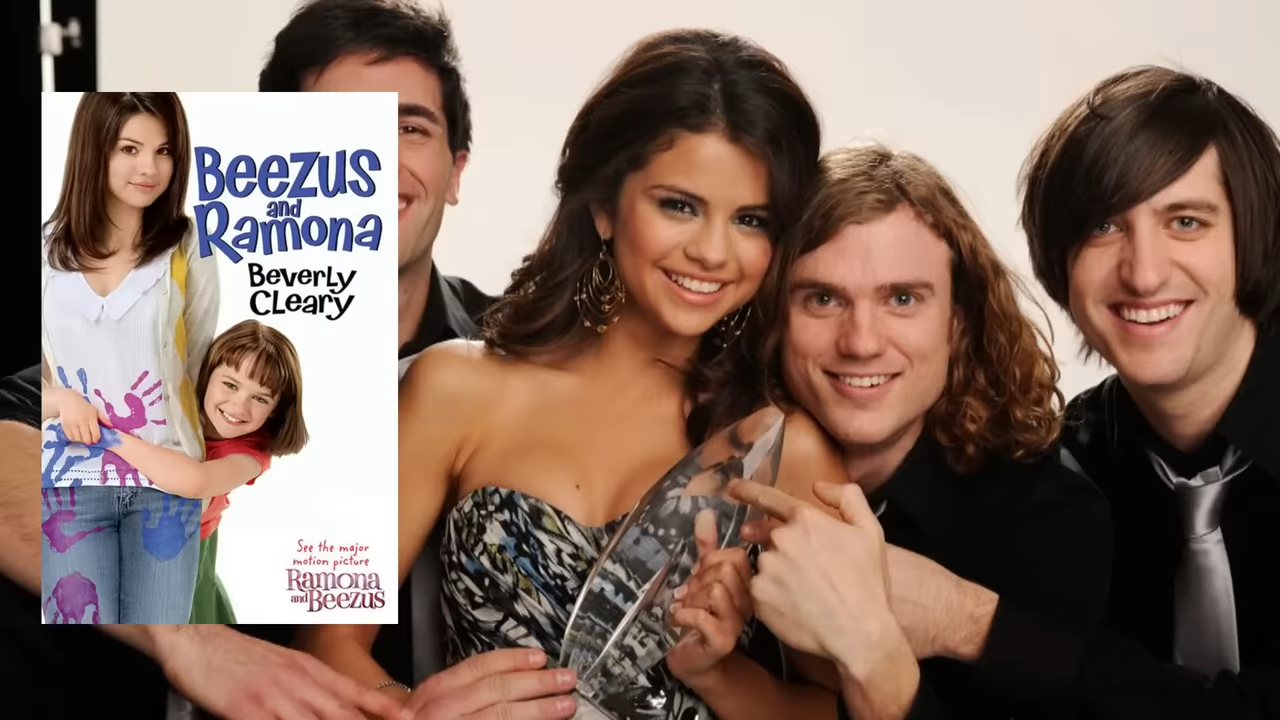 Beezus
and
Ramona
Beverly
Cleary
See the major
motion picture
Ramona
and Beezus